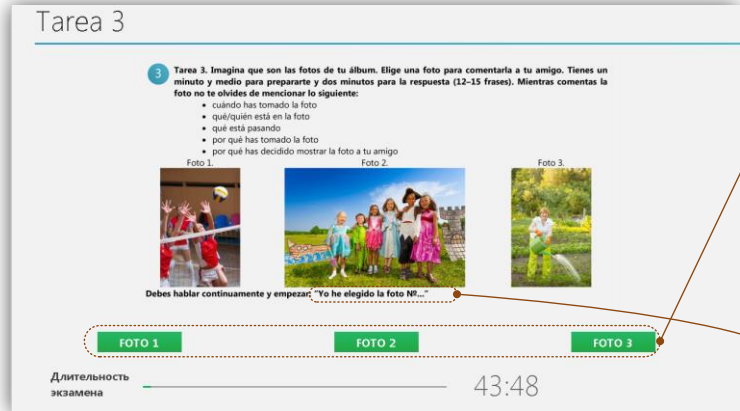 Tarea 3
3
Tarea 3. Imagina que son las fotos de tu álbum. Elige una foto para comentarla a tu amigo. Tienes un
minuto y medio para prepararte y dos minutos para la respuesta (12–15 frases). Mientras comentas la
foto no te olvides de mencionar lo siguiente:
• cuándo has tomado la foto
• qué/quién está en la foto
• qué está pasando
• por qué has tomado la foto
• por qué has decidido mostrar la foto a tu amigo
Foto 1.
Foto 2.
Foto 3.
Debes hablar continuamente y empezar: "Yo he elegido la foto Nº..."
FOTO 1
FOTO 2
FOTO 3
Длительность
экзамена
43:48